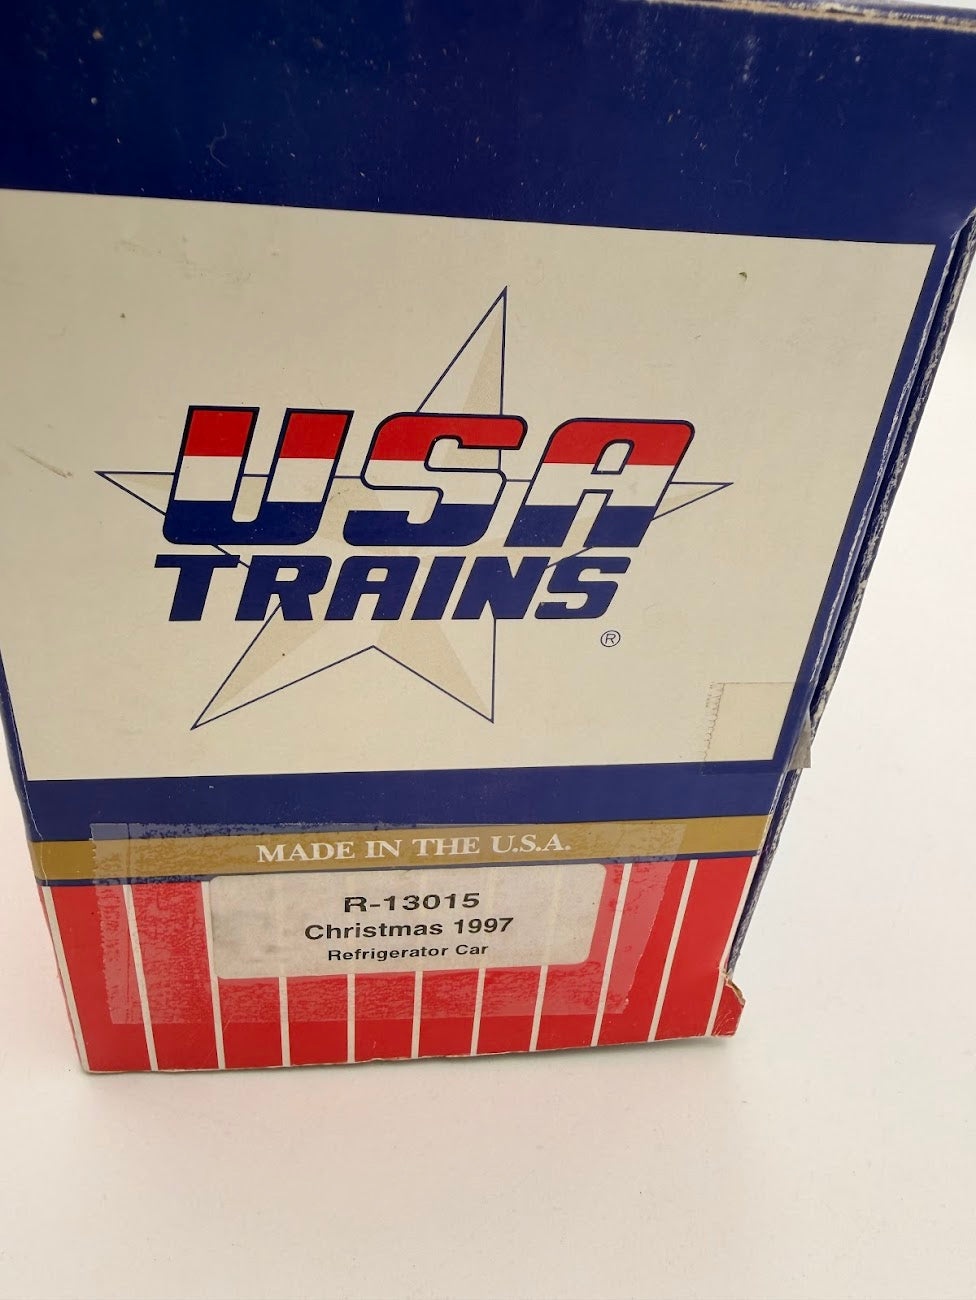 USA
TRAINS
®
MADE IN THE U.S.A.
R-13015
Christmas 1997
Refrigerator Car